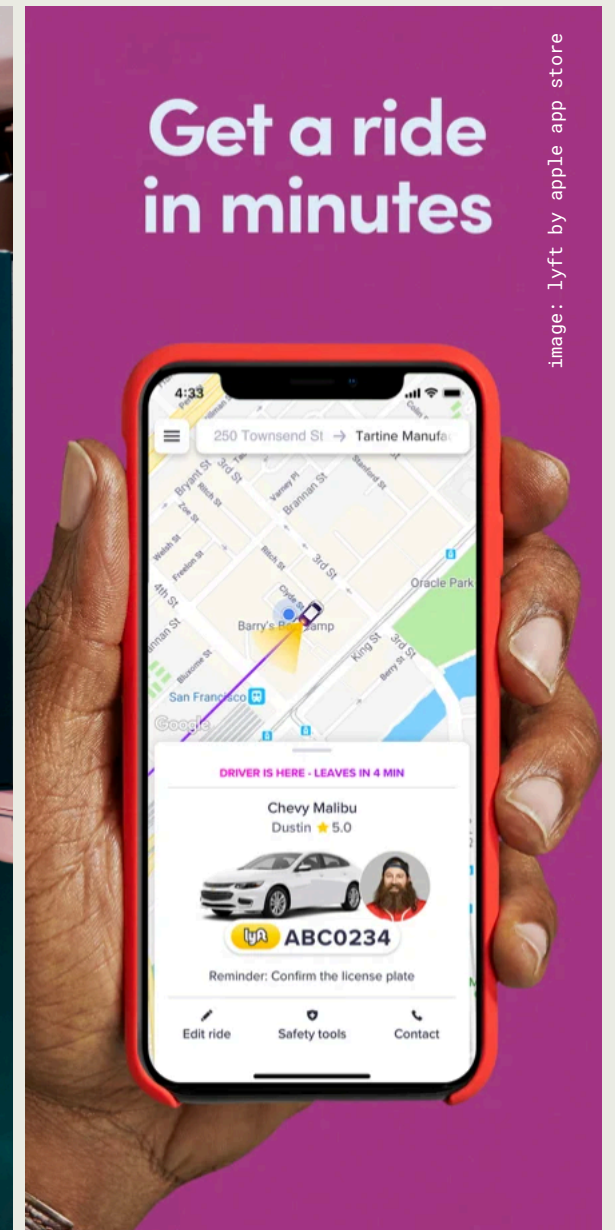 Get a ride
in minutes
image: lyft by apple app store
4:33
250 Townsend St → Tartine Manufac
Bryant St
3rd St
Ritch St
Zoe St
Varney Pl
Brannan St
Stanford St
Welsh St
Freelon St
Ritch St
3rd St
4th St
Clyde St
Oracle Park
Barry's
King St
3rd St
Berry St
Bluxome St
San Francisco
Google
DRIVER IS HERE - LEAVES IN 4 MIN
Chevy Malibu
Dustin ★ 5.0
lyft ABC0234
Reminder: Confirm the license plate
Edit ride Safety tools Contact